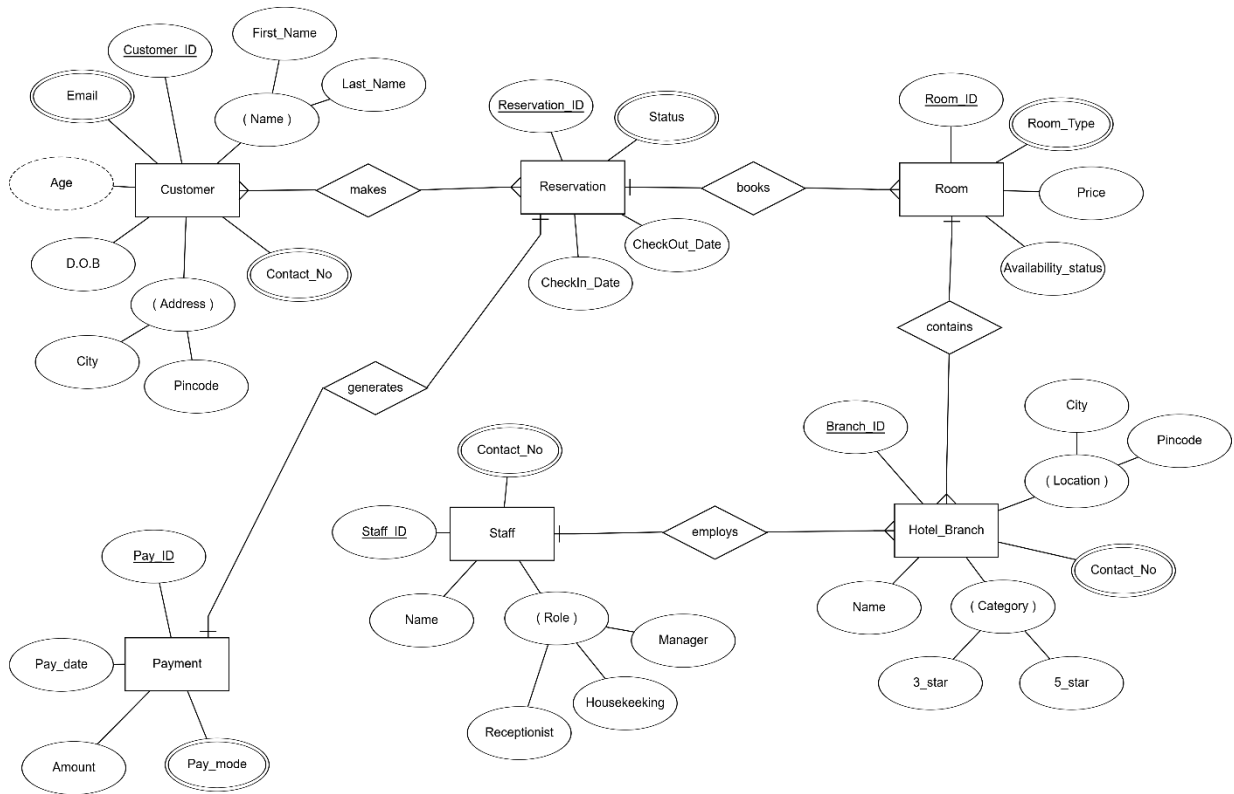 First_Name
Customer_ID
Last_Name
Email
( Name )
Reservation_ID
Status
Room_ID
Room_Type
Age
Customer
makes
Reservation
books
Room
Price
D.O.B
Contact_No
CheckOut_Date
CheckIn_Date
Availability_status
( Address )
City
Pincode
contains
generates
City
Branch_ID
Pincode
Contact_No
( Location )
Staff_ID
Staff
employs
Hotel_Branch
Pay_ID
Contact_No
Name
( Role )
Name
( Category )
Manager
Pay_date
Payment
3_star
5_star
Housekeeking
Receptionist
Amount
Pay_mode